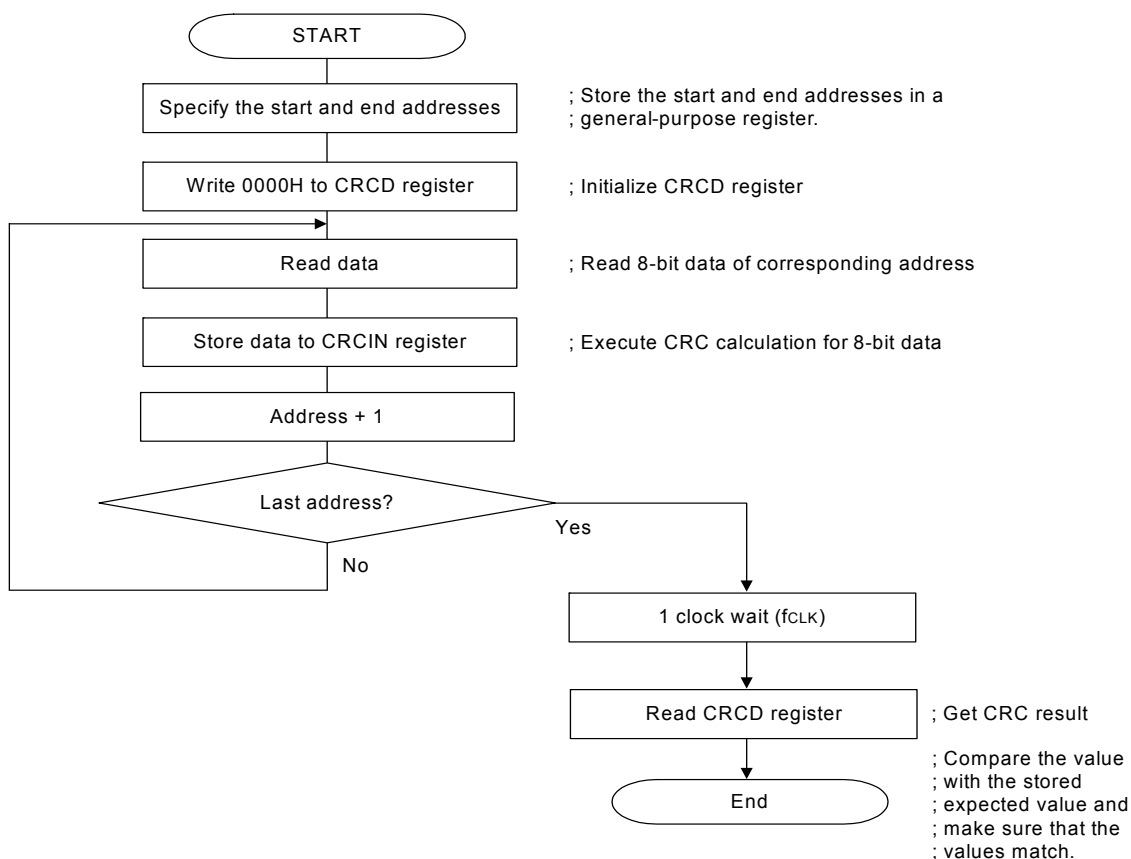 START
Specify the start and end addresses
; Store the start and end addresses in a
; general-purpose register.
Write 0000H to CRCD register
; Initialize CRCD register
Read data
; Read 8-bit data of corresponding address
Store data to CRCIN register
; Execute CRC calculation for 8-bit data
Address + 1
Last address?
Yes
No
1 clock wait (fCLK)
Read CRCD register
; Get CRC result
; Compare the value
; with the stored
; expected value and
; make sure that the
; values match.
End